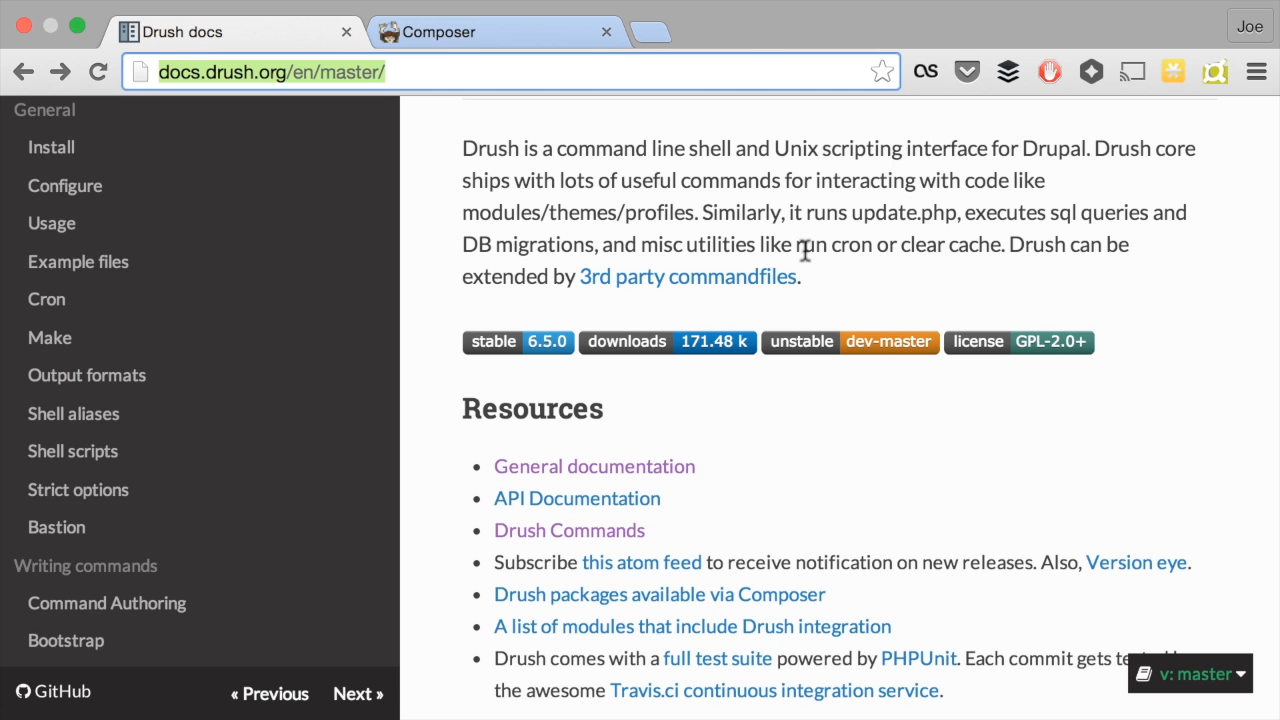 Drush docs
Composer
Joe
docs.drush.org/en/master/
General
Install
Configure
Usage
Example files
Cron
Make
Output formats
Shell aliases
Shell scripts
Strict options
Bastion
Writing commands
Command Authoring
Bootstrap
GitHub
« Previous
Next »
Drush is a command line shell and Unix scripting interface for Drupal. Drush core
ships with lots of useful commands for interacting with code like
modules/themes/profiles. Similarly, it runs update.php, executes sql queries and
DB migrations, and misc utilities like run cron or clear cache. Drush can be
extended by 3rd party commandfiles.
stable 6.5.0 downloads 171.48 k unstable dev-master license GPL-2.0+
Resources
General documentation
API Documentation
Drush Commands
Subscribe this atom feed to receive notification on new releases. Also, Version eye.
Drush packages available via Composer
A list of modules that include Drush integration
Drush comes with a full test suite powered by PHPUnit. Each commit gets
the awesome Travis.ci continuous integration service.
v: master